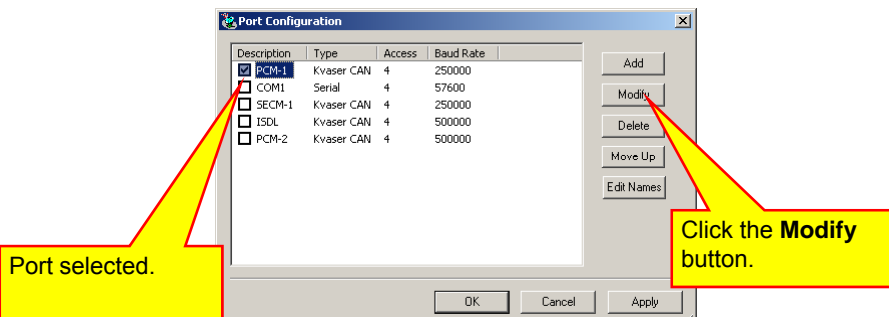 Port Configuration
Description Type Access Baud Rate
PCM-1 Kvaser CAN 4 250000
COM1 Serial 4 57600
SECM-1 Kvaser CAN 4 250000
ISDL Kvaser CAN 4 500000
PCM-2 Kvaser CAN 4 500000
Add
Modify
Delete
Move Up
Edit Names
Port selected.
Click the Modify
button.
OK Cancel Apply